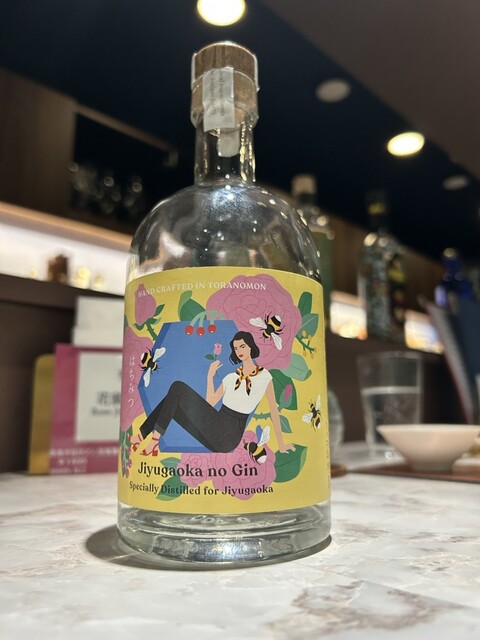 HAND CRAFTED IN TORANOMON
はちみつ
Jiyugaoka no Gin
Specially Distilled for Jiyugaoka